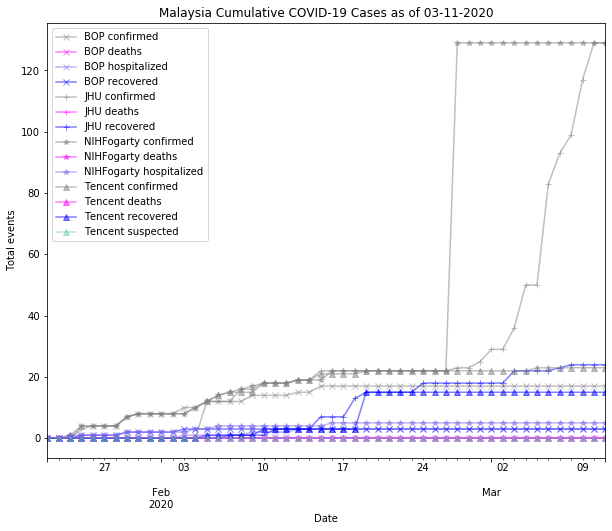 Malaysia Cumulative COVID-19 Cases as of 03-11-2020
BOP confirmed
BOP deaths
BOP hospitalized
BOP recovered
JHU confirmed
JHU deaths
JHU recovered
NIHFogarty confirmed
NIHFogarty deaths
NIHFogarty hospitalized
Tencent confirmed
Tencent deaths
Tencent recovered
Tencent suspected
Total events
120
100
80
60
40
20
0
27 03 10 17 24 02 09
Feb Mar
2020
Date